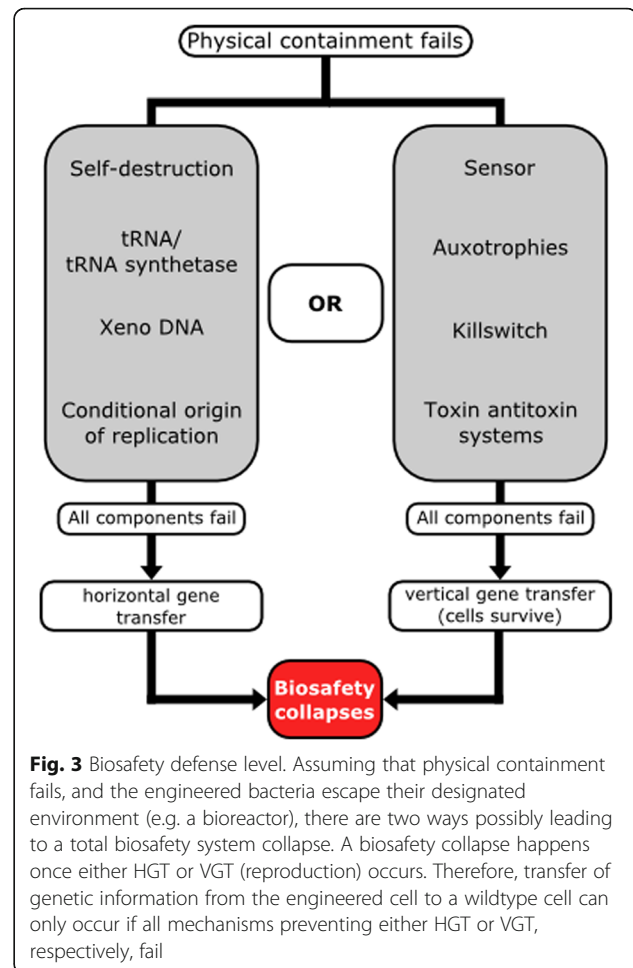 Physical containment fails
Self-destruction
tRNA/
tRNA synthetase
Xeno DNA
Conditional origin
of replication
OR
Sensor
Auxotrophies
Killswitch
Toxin antitoxin
systems
All components fail
All components fail
horizontal gene
transfer
vertical gene transfer
(cells survive)
Biosafety
collapses
Fig. 3 Biosafety defense level. Assuming that physical containment
fails, and the engineered bacteria escape their designated
environment (e.g. a bioreactor), there are two ways possibly leading
to a total biosafety system collapse. A biosafety collapse happens
once either HGT or VGT (reproduction) occurs. Therefore, transfer of
genetic information from the engineered cell to a wildtype cell can
only occur if all mechanisms preventing either HGT or VGT,
respectively, fail